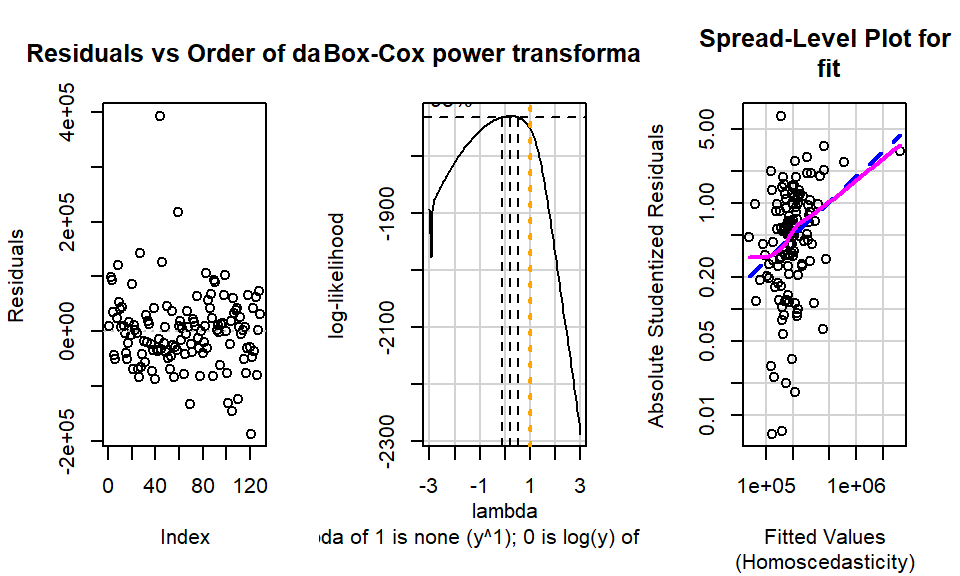 Residuals vs Order of da
Box-Cox power transforma
Spread-Level Plot for
fit
Residuals
-2e+05 0e+00 2e+05 4e+05
0 40 80 120
Index
log-likelihood
-2300 -2100 -1900
-3 -1 1 3
lambda
bda of 1 is none (y^1); 0 is log(y) of
Absolute Studentized Residuals
0.01 0.05 0.20 1.00 5.00
1e+05 1e+06
Fitted Values
(Homoscedasticity)